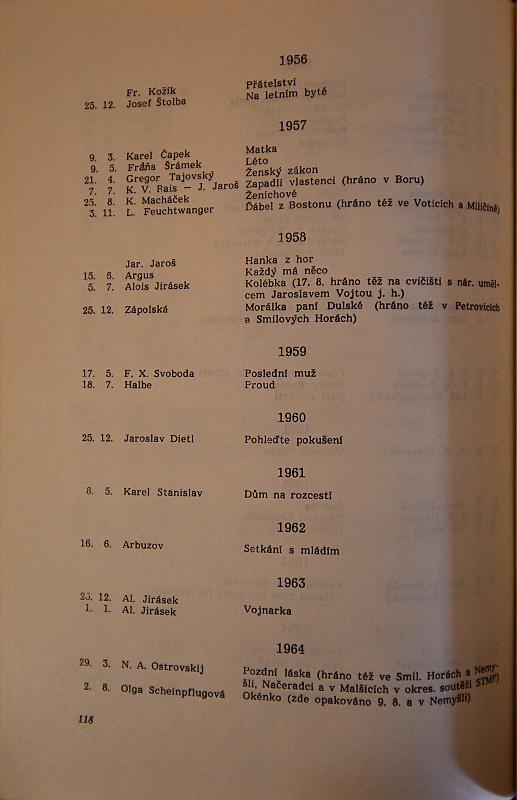 1956
Fr. Kožík Přátelství
25. 12. Josef Štolba Na letním bytě
1957
9. 3. Karel Čapek Matka
9. 5. Fráňa Šrámek Léto
21. 4. Gregor Tajovský Ženský zákon
7. 7. K. V. Rais — J. Jaroš Zapadlí vlastenci (hráno v Boru)
25. 8. K. Macháček Ženichové
3. 11. L. Feuchtwanger Ďábel z Bostonu (hráno též ve Voticích a Miličíně)
1958
Jar. Jaroš Hanka z hor
15. 6. Argus Každý má něco
5. 7. Alois Jirásek Kolébka (17. 8. hráno též na cvičišti s nár. uměl-
cem Jaroslavem Vojtou j. h.)
25. 12. Zápolská Morálka paní Dulské (hráno též v Petrovicích
a Smilových Horách)
1959
17. 5. F. X. Svoboda Poslední muž
18. 7. Halbe Proud
1960
25. 12. Jaroslav Dietl Pohleďte pokušení
1961
6. 5. Karel Stanislav Dům na rozcestí
1962
16. 6. Arbuzov Setkání s mládím
1963
25. 12. Al. Jirásek
1. 1. Al. Jirásek Vojnarka
1964
29. 3. N. A. Ostrovskij Pozdní láska (hráno též ve Smil. Horách a Nemy-
šli, Načeradci a v Malšicích v okres. soutěži STMP)
2. 8. Olga Scheinpflugová Okénko (zde opakováno 9. 8. a v Nemyšli)
118